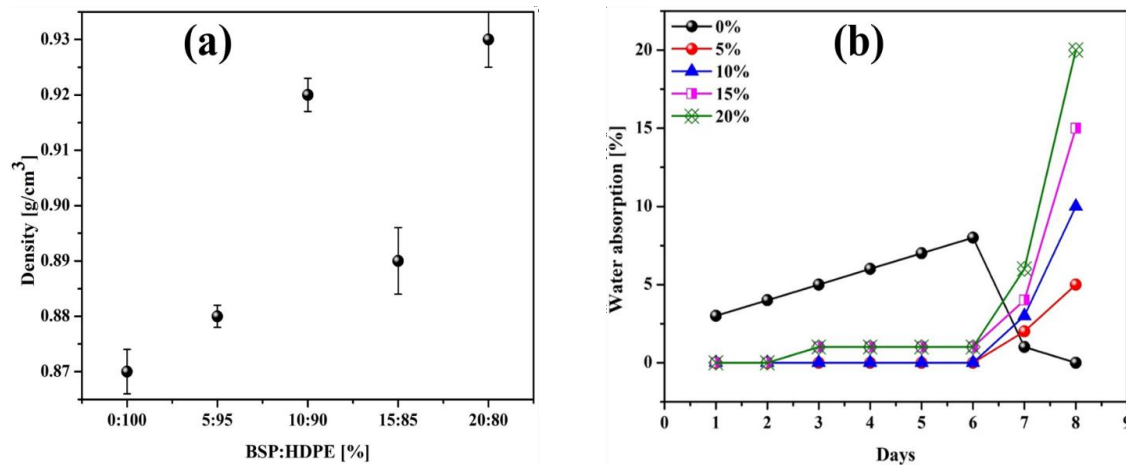 (a)
0.93
0.92
0.91
0.90
0.89
0.88
0.87
Density [g/cm³]
0:100 5:95 10:90 15:85 20:80
BSP:HDPE [%]
(b)
0%
5%
10%
15%
20%
20
15
10
5
0
Water absorption [%]
0 1 2 3 4 5 6 7 8 9
Days